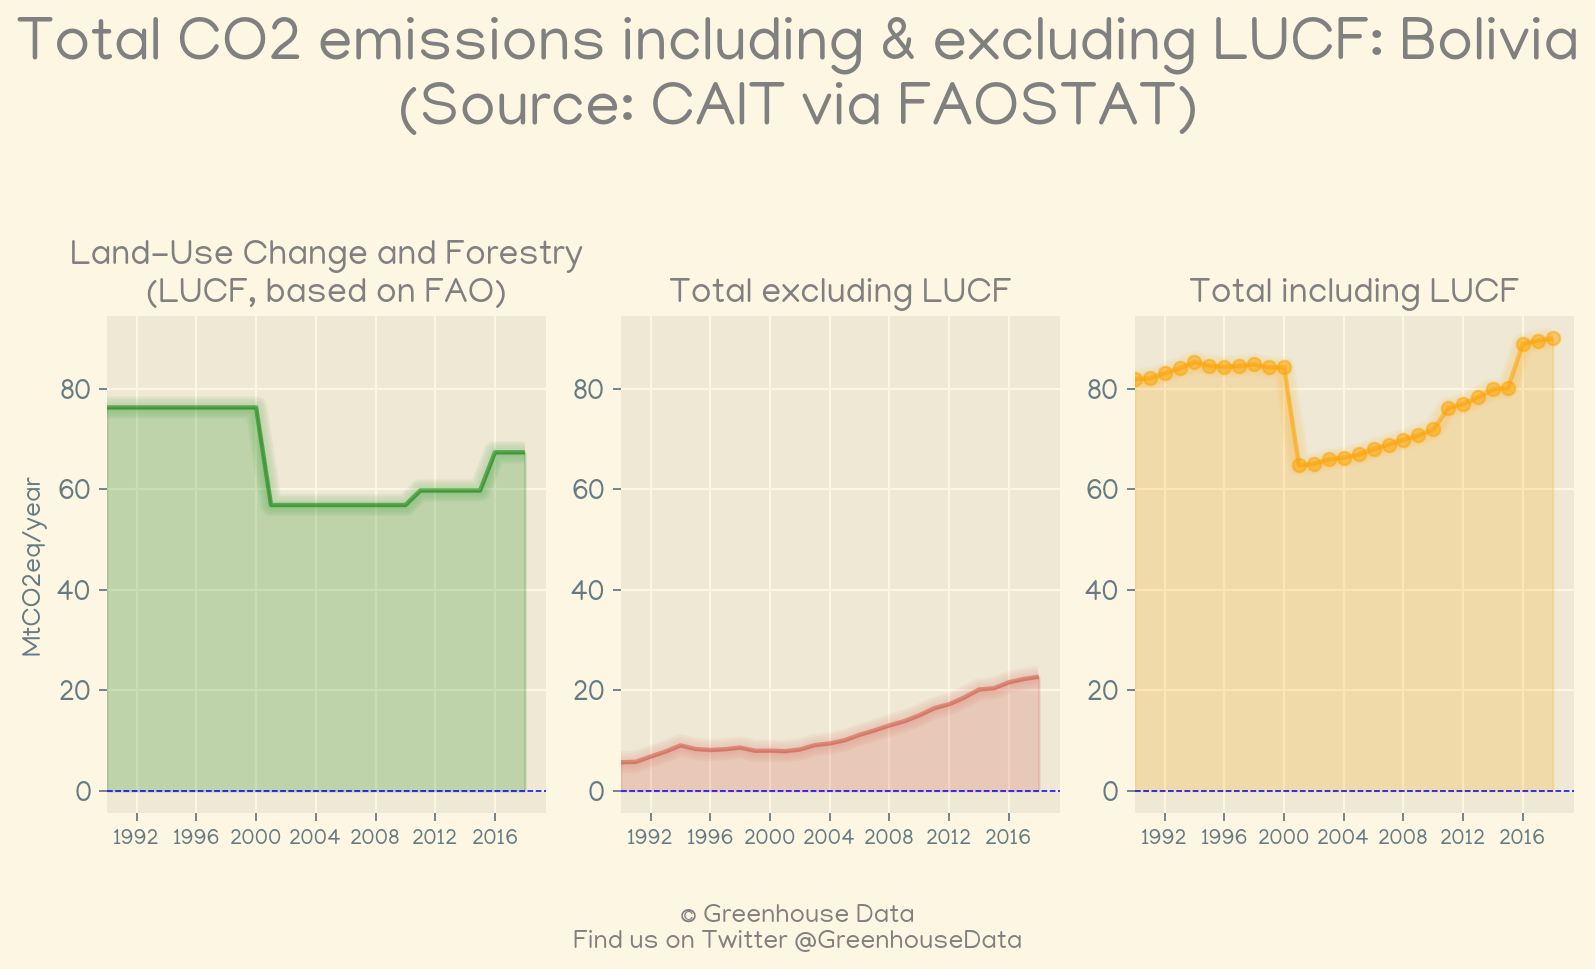 Total CO2 emissions including & excluding LUCF: Bolivia
(Source: CAIT via FAOSTAT)
Land-Use Change and Forestry
(LUCF, based on FAO)
MtCO2eq/year
80
60
40
20
0
1992 1996 2000 2004 2008 2012 2016
Total excluding LUCF
80
60
40
20
0
1992 1996 2000 2004 2008 2012 2016
Total including LUCF
80
60
40
20
0
1992 1996 2000 2004 2008 2012 2016
© Greenhouse Data
Find us on Twitter @GreenhouseData